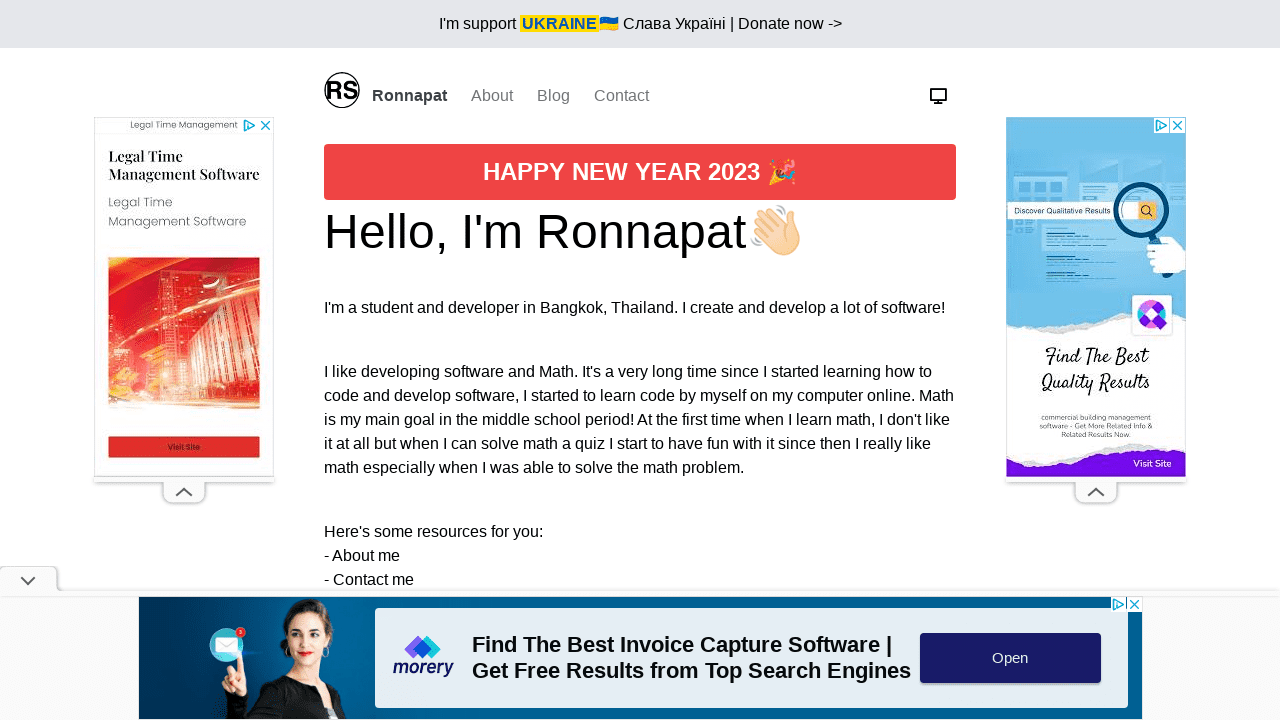 I'm support UKRAINE🇺🇦 Слава Україні | Donate now ->
RS Ronnapat About Blog Contact
HAPPY NEW YEAR 2023 🎉
Hello, I'm Ronnapat👋🏻
I'm a student and developer in Bangkok, Thailand. I create and develop a lot of software!
I like developing software and Math. It's a very long time since I started learning how to
code and develop software, I started to learn code by myself on my computer online. Math
is my main goal in the middle school period! At the first time when I learn math, I don't like
it at all but when I can solve math a quiz I start to have fun with it since then I really like
math especially when I was able to solve the math problem.
Here's some resources for you:
- About me
- Contact me
Legal Time Management
Legal Time
Management Software
Legal Time
Management Software
Visit Site
Discover Qualitative Results
Find The Best
Quality Results
commercial building management
software - Get More Related Info &
Related Results Now.
Visit Site
morery
Find The Best Invoice Capture Software |
Get Free Results from Top Search Engines
Open